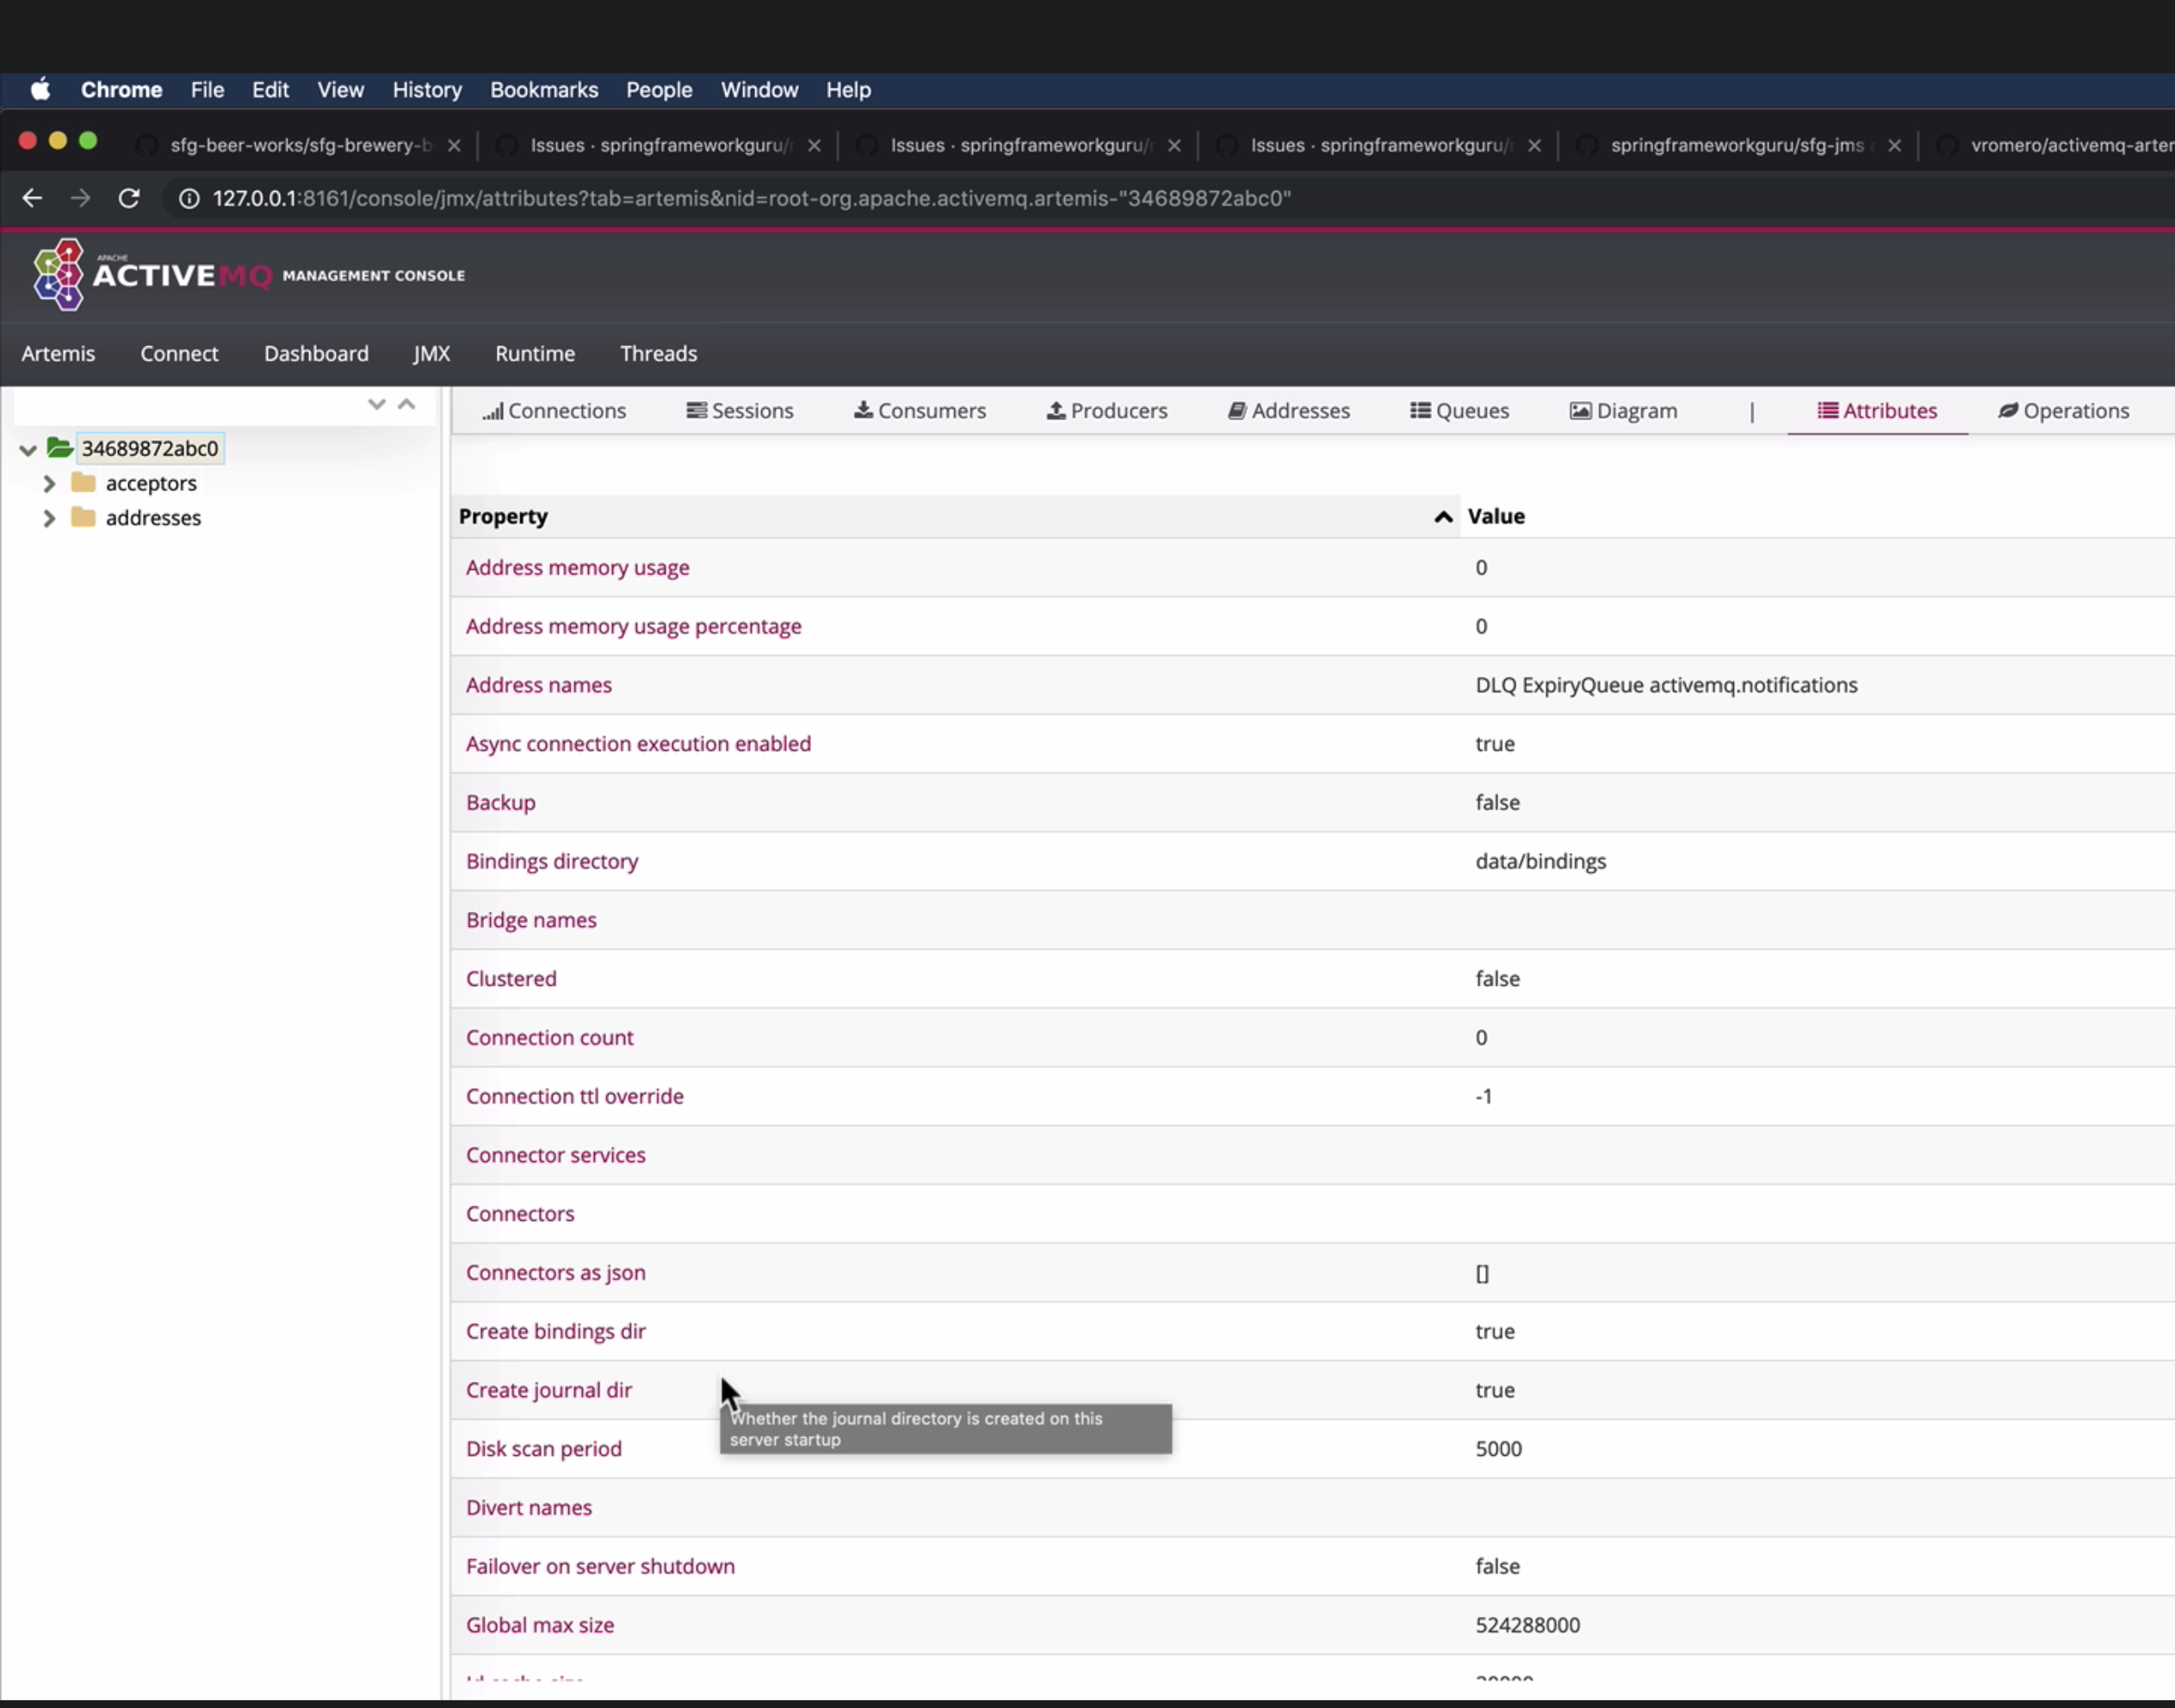 Chrome File Edit View History Bookmarks People Window Help
sfg-beer-works/sfg-brewery-b Issues · springframeworkguru/ Issues · springframeworkguru/ Issues · springframeworkguru/ springframeworkguru/sfg-jms vromero/activemq-arte
127.0.0.1:8161/console/jmx/attributes?tab=artemis&nid=root-org.apache.activemq.artemis-"34689872abc0"
APACHE
ACTIVEMQ MANAGEMENT CONSOLE
Artemis Connect Dashboard JMX Runtime Threads
Connections Sessions Consumers Producers Addresses Queues Diagram | Attributes Operations
34689872abc0
acceptors
addresses
Property Value
Address memory usage 0
Address memory usage percentage 0
Address names DLQ ExpiryQueue activemq.notifications
Async connection execution enabled true
Backup false
Bindings directory data/bindings
Bridge names
Clustered false
Connection count 0
Connection ttl override -1
Connector services
Connectors
Connectors as json []
Create bindings dir true
Create journal dir true
Whether the journal directory is created on this
server startup
Disk scan period 5000
Divert names
Failover on server shutdown false
Global max size 524288000